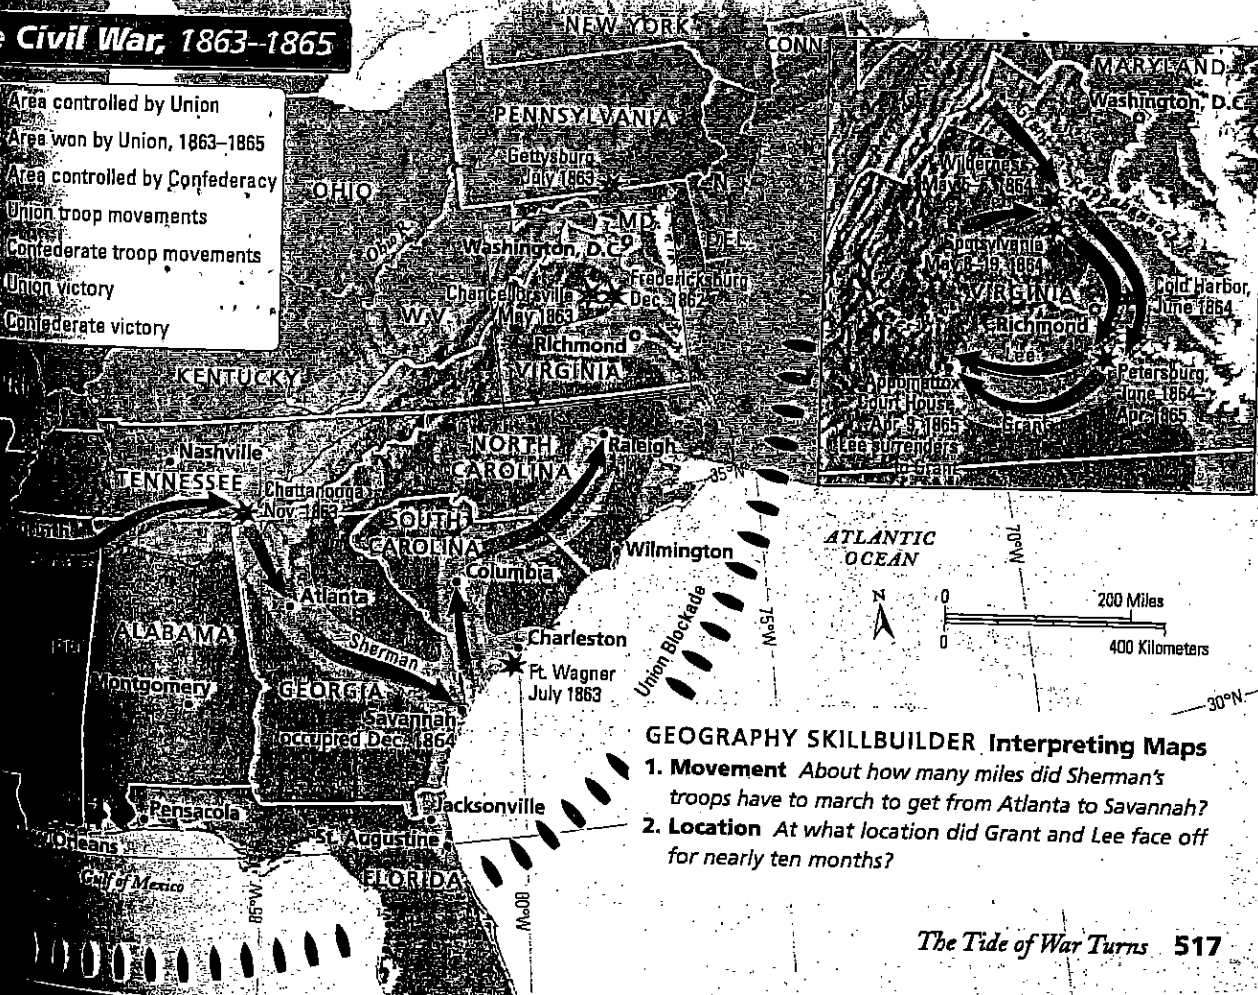 Civil War, 1863–1865
Area controlled by Union
Area won by Union, 1863–1865
Area controlled by Confederacy
Union troop movements
Confederate troop movements
Union victory
Confederate victory
NEW YORK
CONN.
PENNSYLVANIA
Gettysburg
July 1863
OHIO
Ohio R.
N.J.
MD.
DEL.
Washington, D.C.
Fredericksburg
Dec. 1862
Chancellorsville
May 1863
W.V.
Richmond
VIRGINIA
KENTUCKY
Nashville
TENNESSEE
Chattanooga
Nov. 1863
NORTH
CAROLINA
Raleigh
35°N
SOUTH
CAROLINA
Columbia
Wilmington
Atlanta
ALABAMA
Montgomery
Sherman
GEORGIA
Savannah
occupied Dec. 1864
Charleston
Ft. Wagner
July 1863
Union Blockade
Pensacola
Jacksonville
Orleans
St. Augustine
FLORIDA
Gulf of Mexico
85°W
80°W
75°W
70°W
30°N
ATLANTIC
OCEAN
N
0 200 Miles
0 400 Kilometers
MARYLAND
Washington, D.C.
Grant
Wilderness
Spotsylvania
May 8–19, 1864
VIRGINIA
Cold Harbor,
June 1864
Richmond
Lee
Petersburg
June 1864–
Apr. 1865
Appomattox
Court House
Apr. 9, 1865
Lee surrenders
to Grant
Grant
GEOGRAPHY SKILLBUILDER Interpreting Maps
1. Movement About how many miles did Sherman's
troops have to march to get from Atlanta to Savannah?
2. Location At what location did Grant and Lee face off
for nearly ten months?
The Tide of War Turns 517